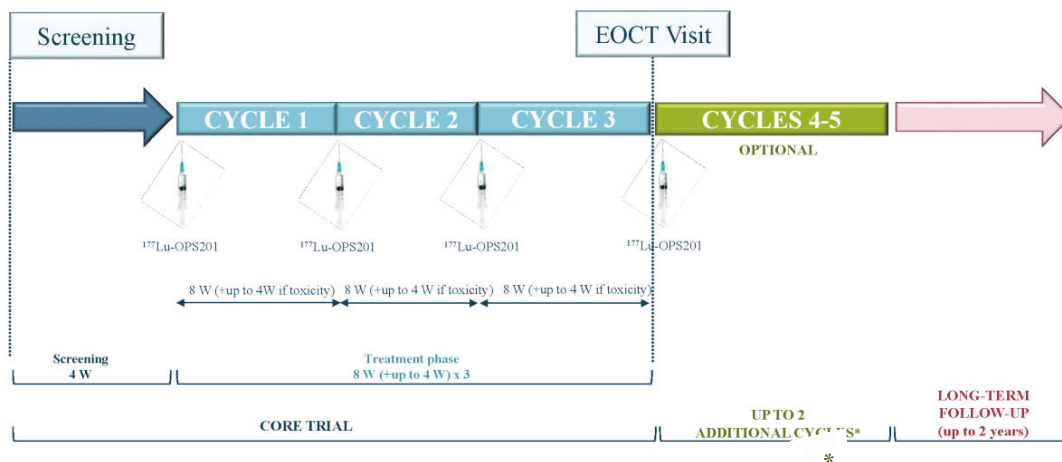 Screening
EOCT Visit
CYCLE 1
CYCLE 2
CYCLE 3
CYCLES 4-5
OPTIONAL
¹⁷⁷Lu-OPS201
¹⁷⁷Lu-OPS201
¹⁷⁷Lu-OPS201
¹⁷⁷Lu-OPS201
8 W (+up to 4W if toxicity)
8 W (+up to 4 W if toxicity)
8 W (+up to 4 W if toxicity)
Screening
4 W
Treatment phase
8 W (+up to 4 W) x 3
CORE TRIAL
UP TO 2
ADDITIONAL CYCLES*
*
LONG-TERM
FOLLOW-UP
(up to 2 years)